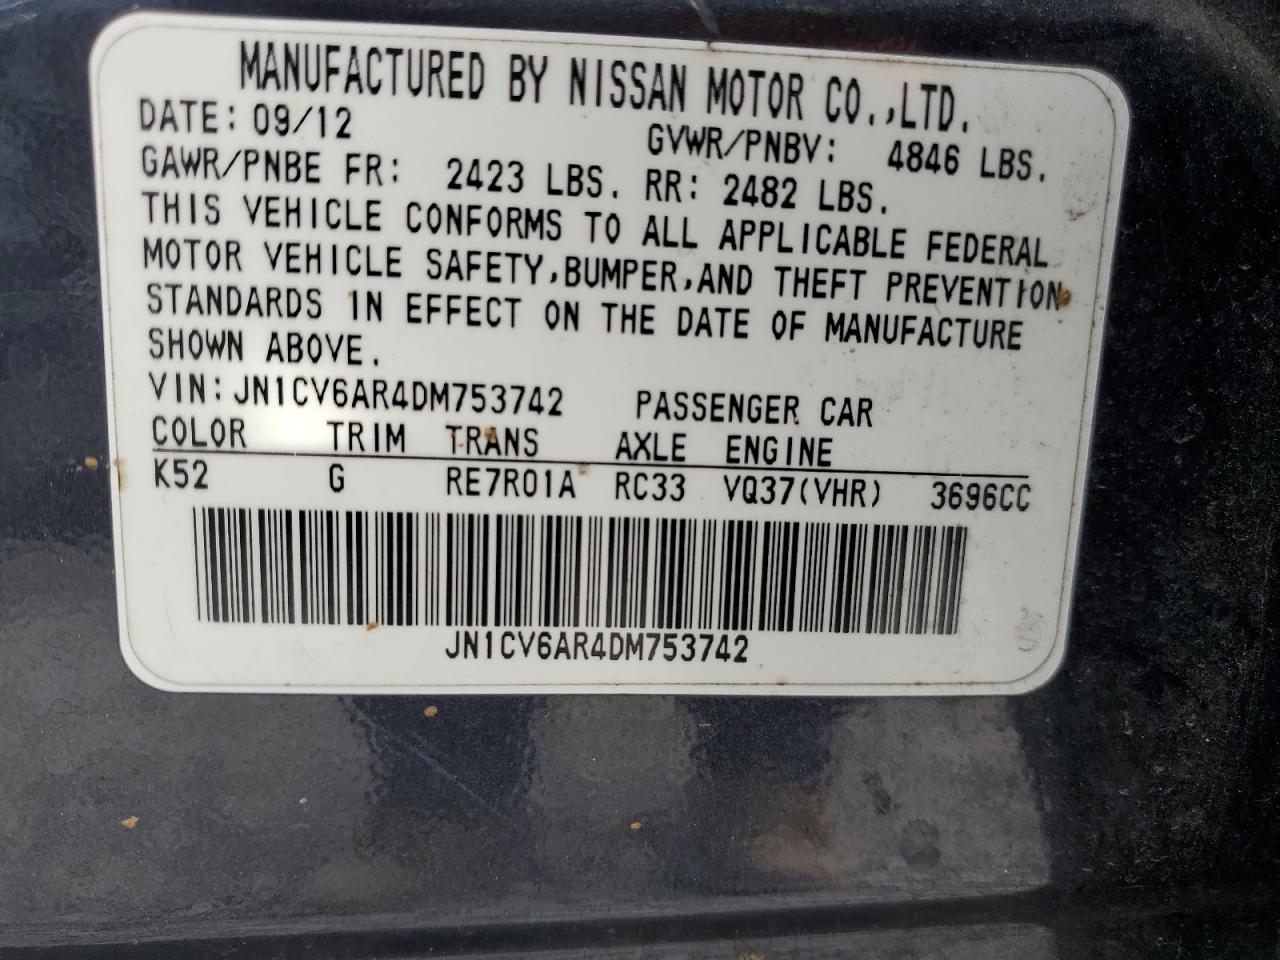 MANUFACTURED BY NISSAN MOTOR CO.,LTD.
DATE: 09/12 GVWR/PNBV: 4846 LBS.
GAWR/PNBE FR: 2423 LBS. RR: 2482 LBS.
THIS VEHICLE CONFORMS TO ALL APPLICABLE FEDERAL
MOTOR VEHICLE SAFETY,BUMPER,AND THEFT PREVENTION
STANDARDS IN EFFECT ON THE DATE OF MANUFACTURE
SHOWN ABOVE.
VIN:JN1CV6AR4DM753742 PASSENGER CAR
COLOR TRIM TRANS AXLE ENGINE
K52 G RE7R01A RC33 VQ37(VHR) 3696CC
JN1CV6AR4DM753742